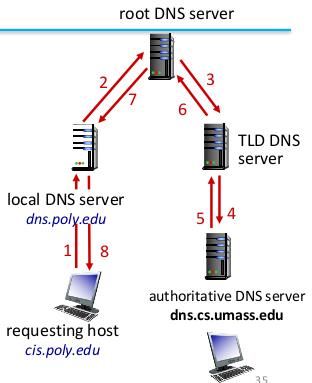 root DNS server
2
3
7
6
TLD DNS
server
local DNS server
dns.poly.edu
5
4
1
8
authoritative DNS server
dns.cs.umass.edu
requesting host
cis.poly.edu